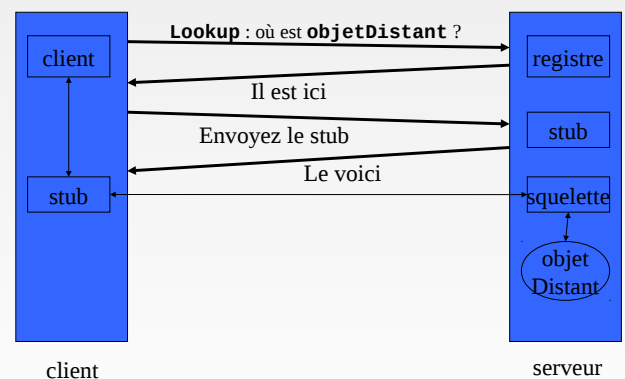 Lookup : où est objetDistant ?
client
registre
Il est ici
Envoyez le stub
stub
Le voici
stub
squelette
objet
Distant
client
serveur